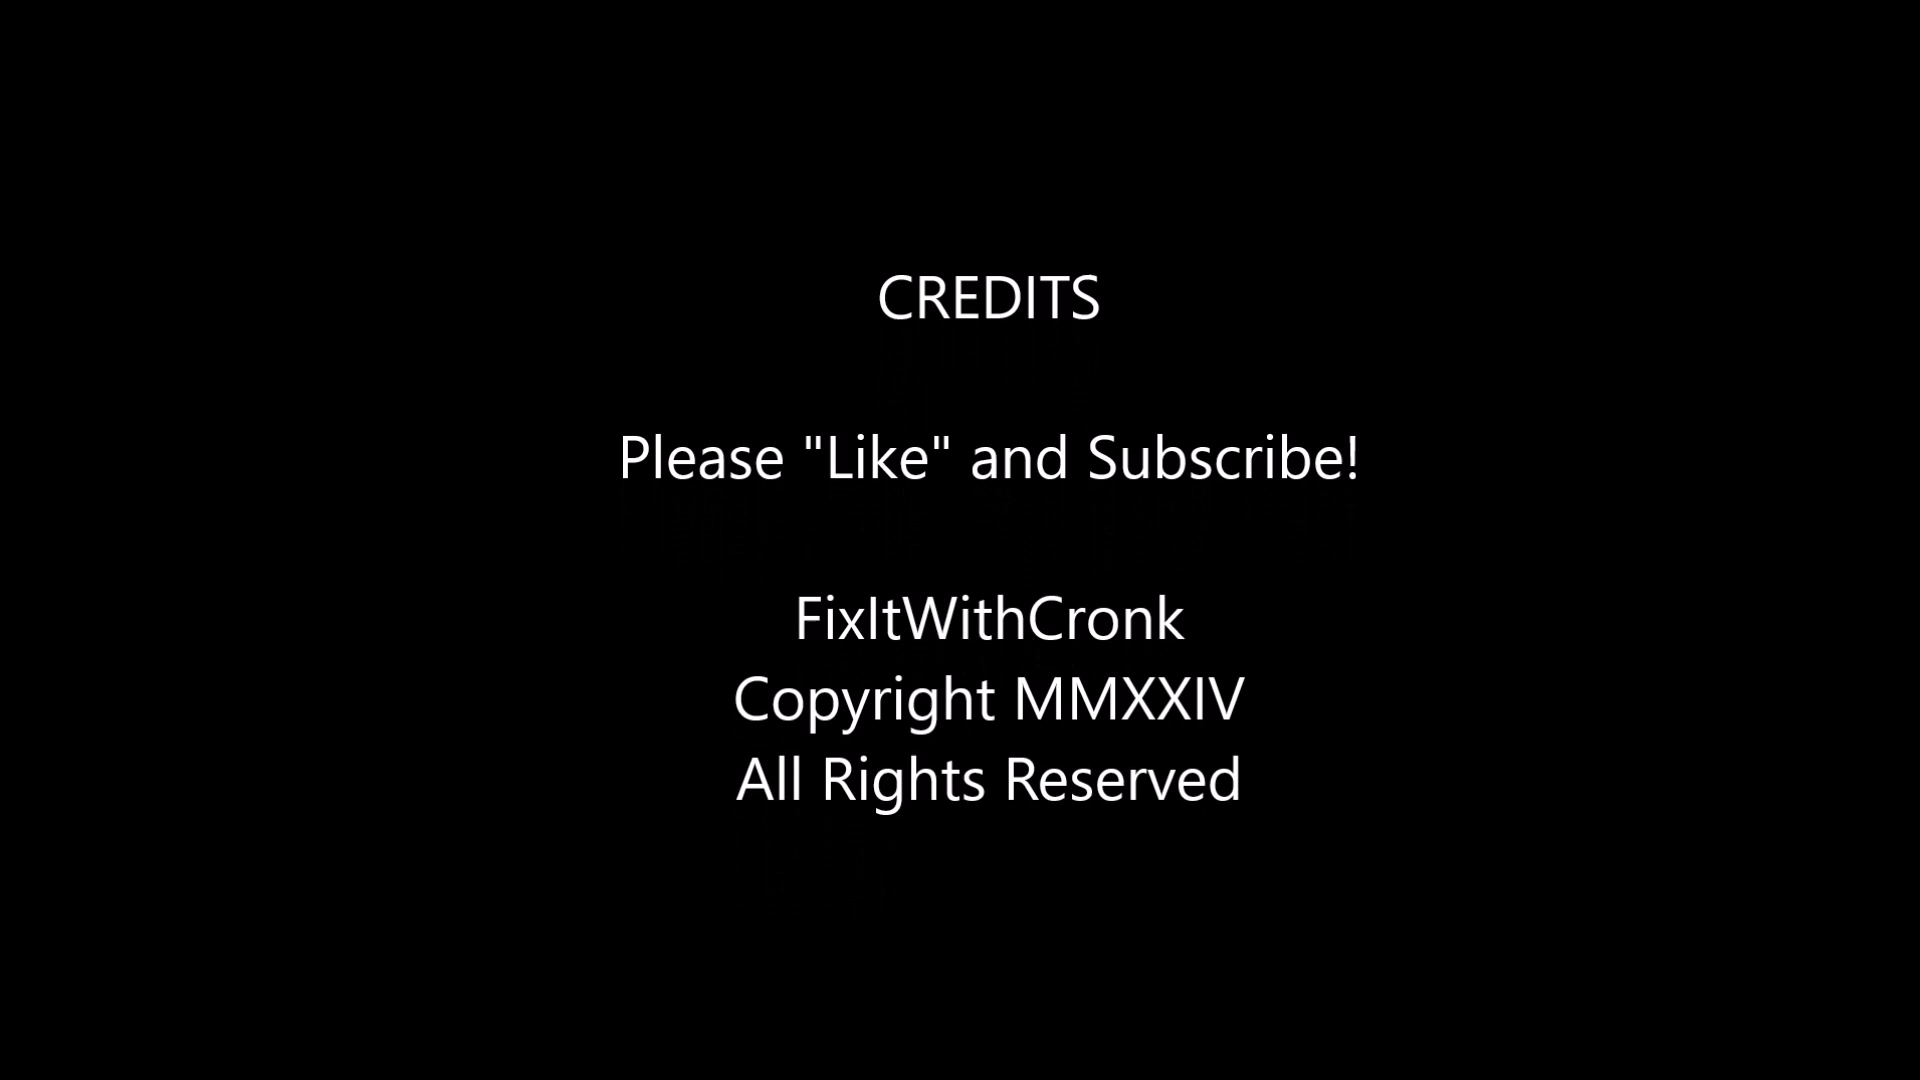 CREDITS
Please "Like" and Subscribe!
FixItWithCronk
Copyright MMXXIV
All Rights Reserved